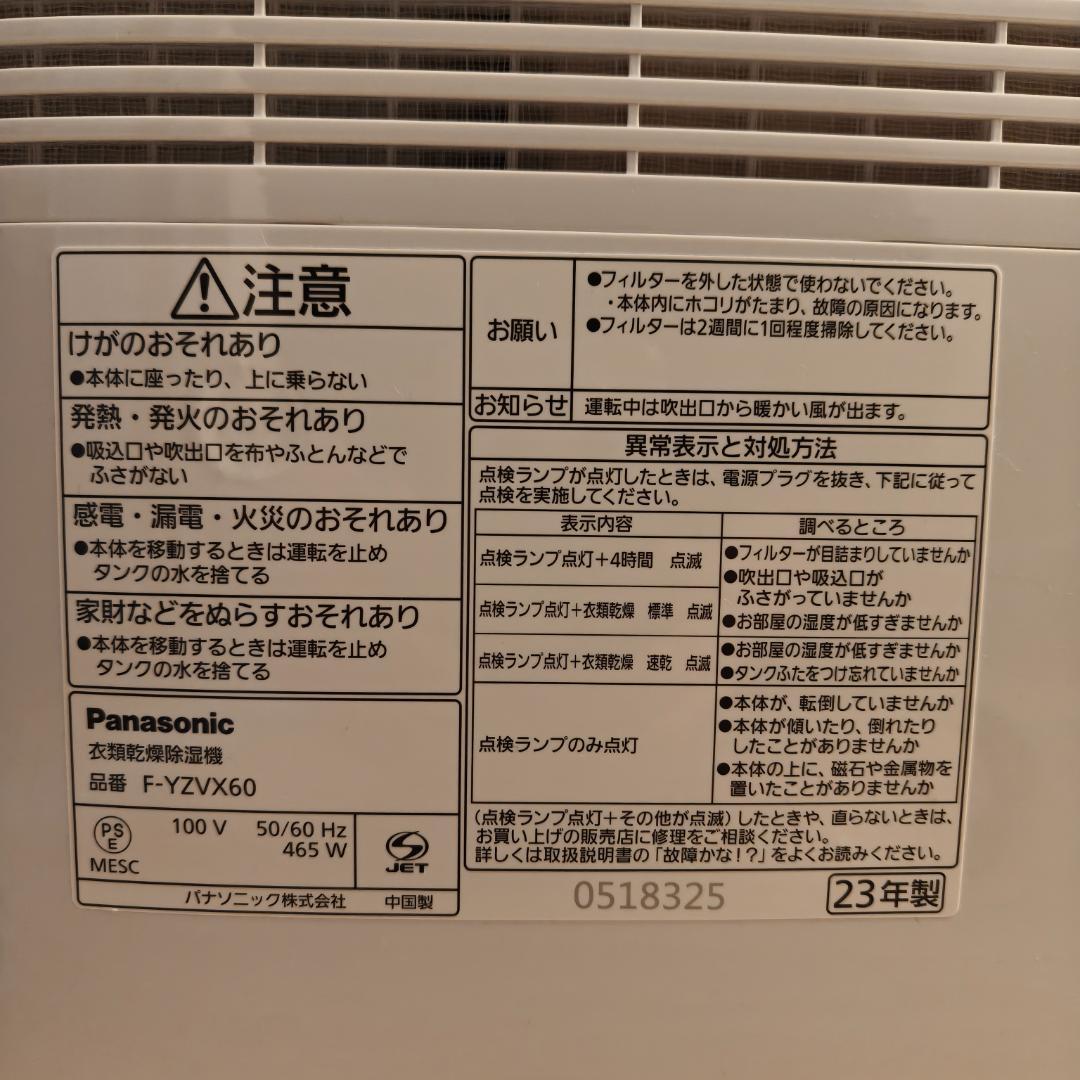 注意
けがのおそれあり
●本体に座ったり、上に乗らない
発熱・発火のおそれあり
●吸込口や吹出口を布やふとんなどで
ふさがない
感電・漏電・火災のおそれあり
●本体を移動するときは運転を止め
タンクの水を捨てる
家財などをぬらすおそれあり
●本体を移動するときは運転を止め
タンクの水を捨てる
Panasonic
衣類乾燥除湿機
品番 F-YZVX60
PS
E
MESC
100 V 50/60 Hz
465 W
JET
パナソニック株式会社 中国製
お願い
●フィルターを外した状態で使わないでください。
・本体内にホコリがたまり、故障の原因になります。
●フィルターは2週間に1回程度掃除してください。
お知らせ
運転中は吹出口から暖かい風が出ます。
異常表示と対処方法
点検ランプが点灯したときは、電源プラグを抜き、下記に従って
点検を実施してください。
表示内容 調べるところ
点検ランプ点灯+4時間 点滅
点検ランプ点灯+衣類乾燥 標準 点滅
●フィルターが目詰まりしていませんか
●吹出口や吸込口が
ふさがっていませんか
●お部屋の湿度が低すぎませんか
点検ランプ点灯+衣類乾燥 速乾 点滅
●お部屋の湿度が低すぎませんか
●タンクふたをつけ忘れていませんか
点検ランプのみ点灯
●本体が、転倒していませんか
●本体が傾いたり、倒れたり
したことがありませんか
●本体の上に、磁石や金属物を
置いたことがありませんか
(点検ランプ点灯+その他が点滅)したときや、直らないときは、
お買い上げの販売店に修理をご相談ください。
詳しくは取扱説明書の「故障かな!?」をよくお読みください。
0518325
23年製